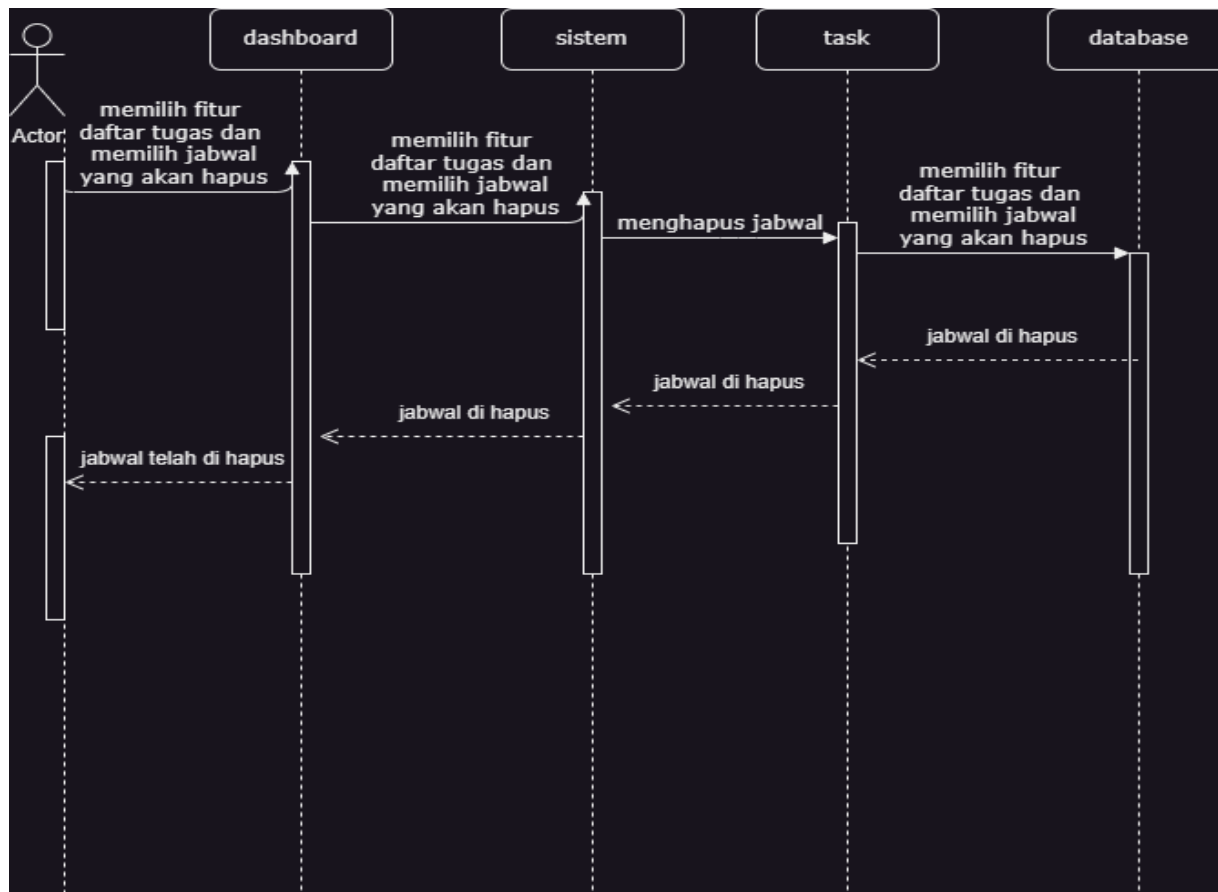 dashboard
sistem
task
database
Actor
memilih fitur
daftar tugas dan
memilih jabwal
yang akan hapus
memilih fitur
daftar tugas dan
memilih jabwal
yang akan hapus
menghapus jabwal
memilih fitur
daftar tugas dan
memilih jabwal
yang akan hapus
jabwal di hapus
jabwal di hapus
jabwal di hapus
jabwal telah di hapus